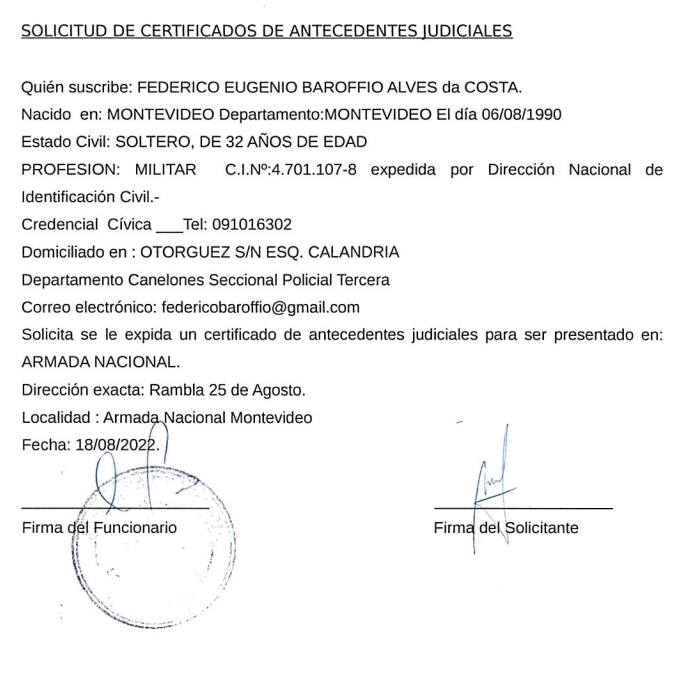 SOLICITUD DE CERTIFICADOS DE ANTECEDENTES JUDICIALES
Quién suscribe: FEDERICO EUGENIO BAROFFIO ALVES da COSTA.
Nacido en: MONTEVIDEO Departamento:MONTEVIDEO El día 06/08/1990
Estado Civil: SOLTERO, DE 32 AÑOS DE EDAD
PROFESION: MILITAR C.I.Nº:4.701.107-8 expedida por Dirección Nacional de
Identificación Civil.-
Credencial Cívica ___Tel: 091016302
Domiciliado en : OTORGUEZ S/N ESQ. CALANDRIA
Departamento Canelones Seccional Policial Tercera
Correo electrónico: federicobaroffio@gmail.com
Solicita se le expida un certificado de antecedentes judiciales para ser presentado en:
ARMADA NACIONAL.
Dirección exacta: Rambla 25 de Agosto.
Localidad : Armada Nacional Montevideo
Fecha: 18/08/2022.
Firma del Funcionario
Firma del Solicitante